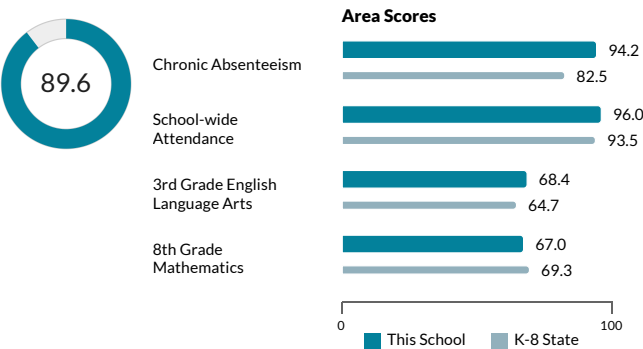 Area Scores
89.6
Chronic Absenteeism
94.2
82.5
School-wide
Attendance
96.0
93.5
3rd Grade English
Language Arts
68.4
64.7
8th Grade
Mathematics
67.0
69.3
0
100
This School
K-8 State